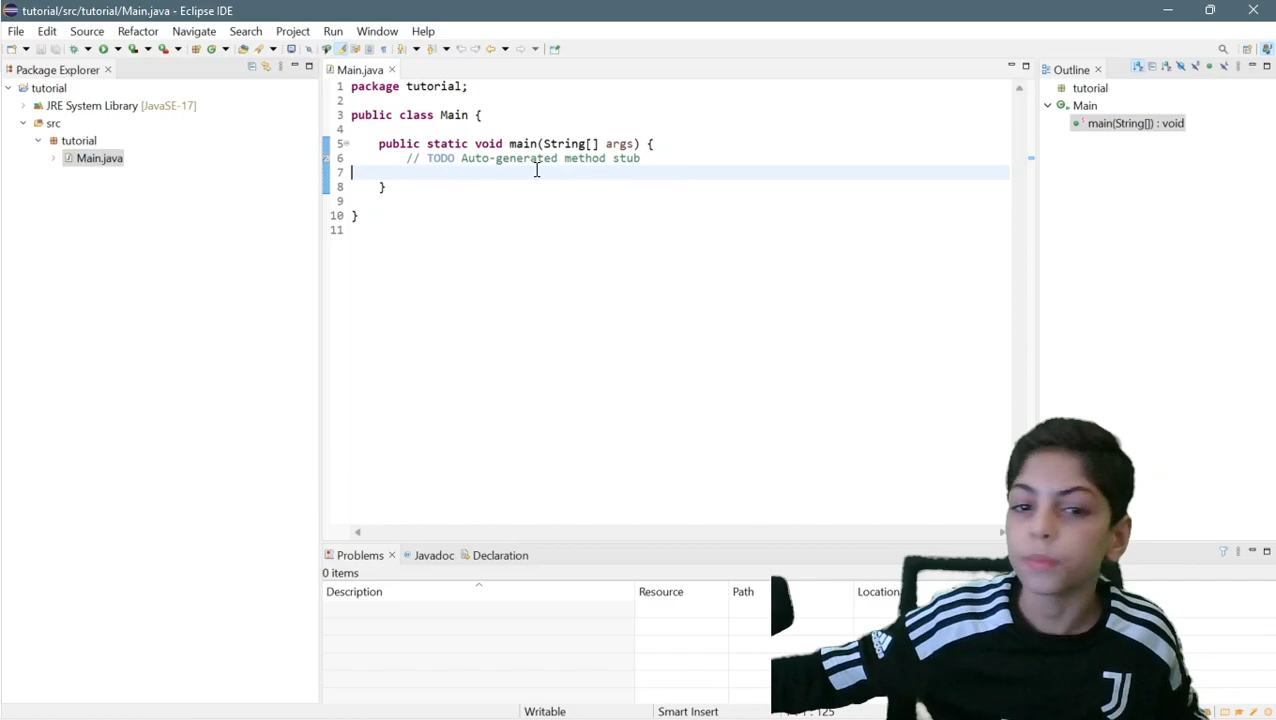 tutorial/src/tutorial/Main.java - Eclipse IDE
File Edit Source Refactor Navigate Search Project Run Window Help
Package Explorer
tutorial
JRE System Library [JavaSE-17]
src
tutorial
Main.java
Main.java
1 package tutorial;
2
3 public class Main {
4
5 public static void main(String[] args) {
6 // TODO Auto-generated method stub
7
8 }
9
10 }
11
Outline
tutorial
Main
main(String[]) : void
Problems Javadoc Declaration
0 items
Description Resource Path Location
Writable Smart Insert : 125